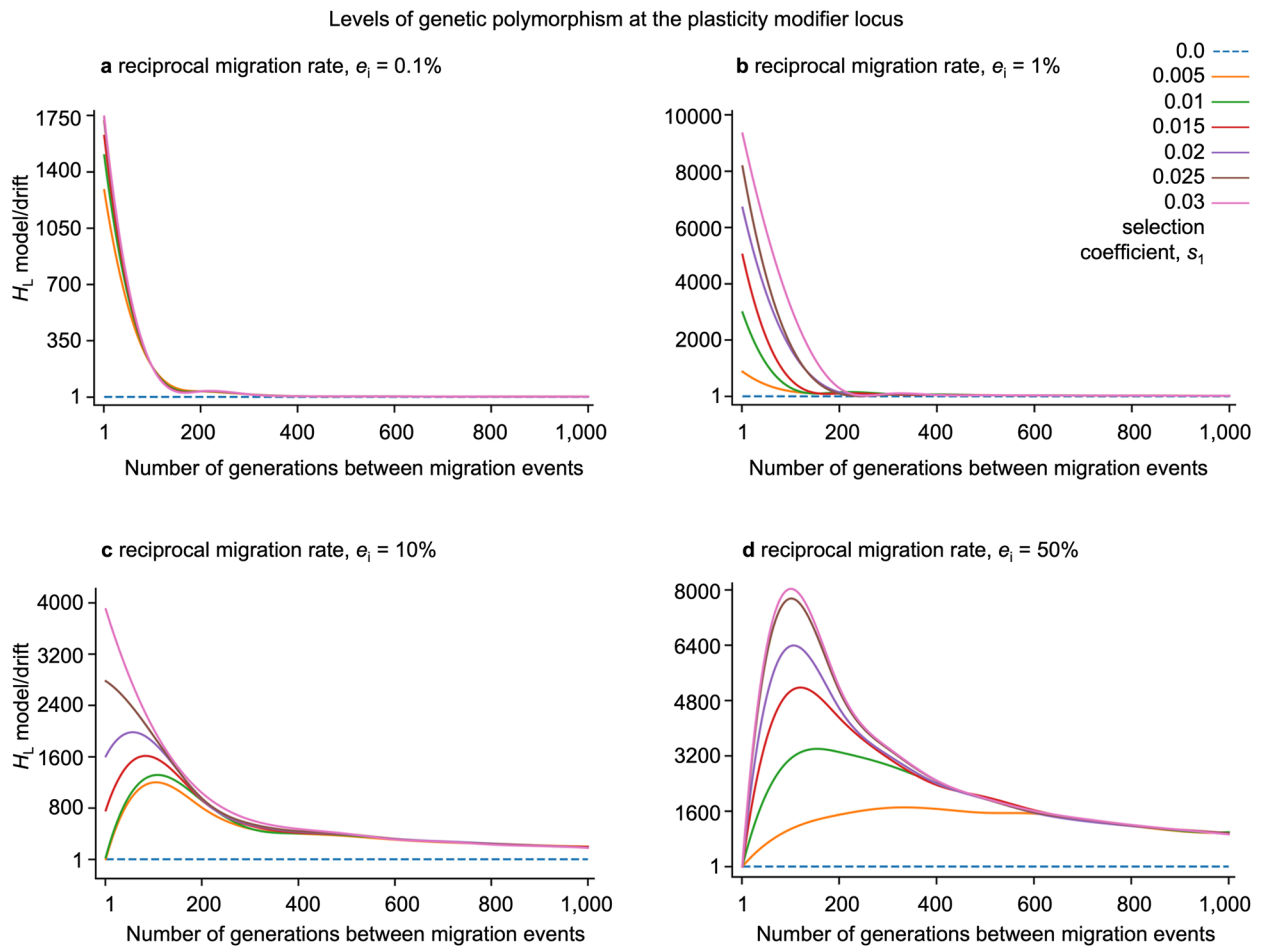 Levels of genetic polymorphism at the plasticity modifier locus
a reciprocal migration rate, ei = 0.1%
HL model/drift
1750
1400
1050
700
350
1
1 200 400 600 800 1,000
Number of generations between migration events
b reciprocal migration rate, ei = 1%
0.0
0.005
0.01
0.015
0.02
0.025
0.03
selection
coefficient, s1
10000
8000
6000
4000
2000
1
1 200 400 600 800 1,000
Number of generations between migration events
c reciprocal migration rate, ei = 10%
HL model/drift
4000
3200
2400
1600
800
1
1 200 400 600 800 1,000
Number of generations between migration events
d reciprocal migration rate, ei = 50%
8000
6400
4800
3200
1600
1
1 200 400 600 800 1,000
Number of generations between migration events